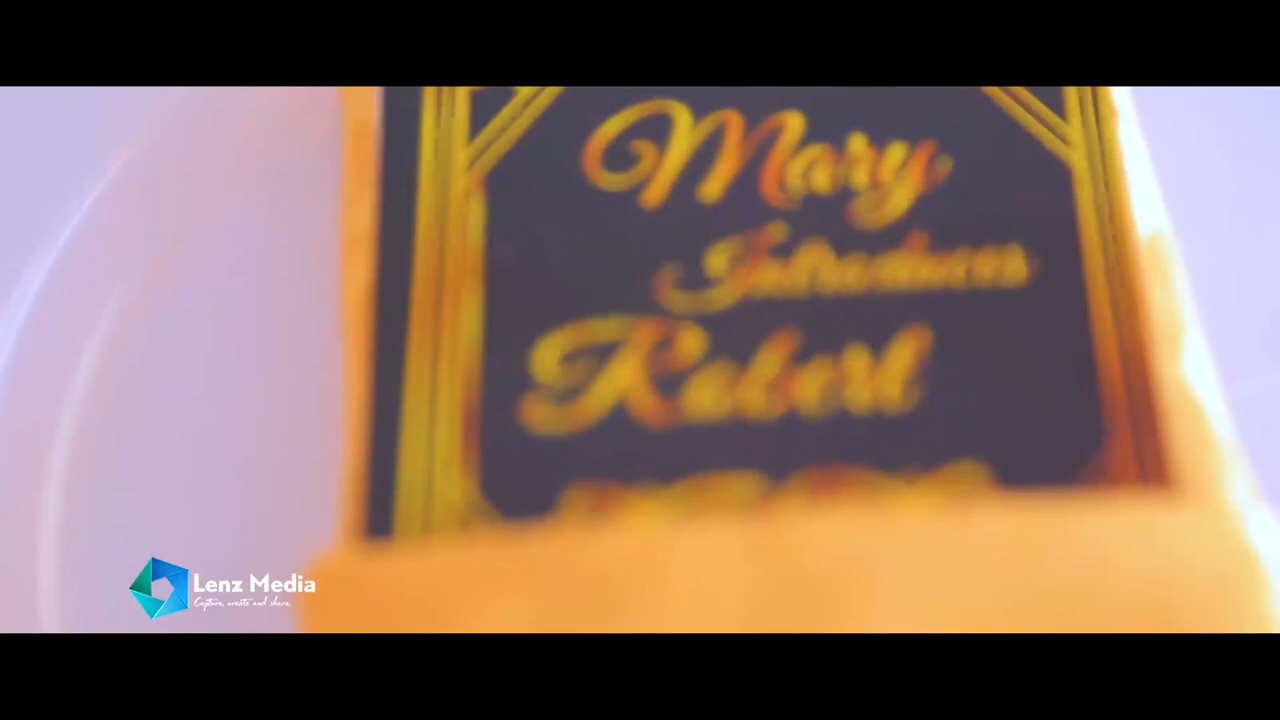 Mary
Introduces
Robert
Lenz Media
Capture, create and share.